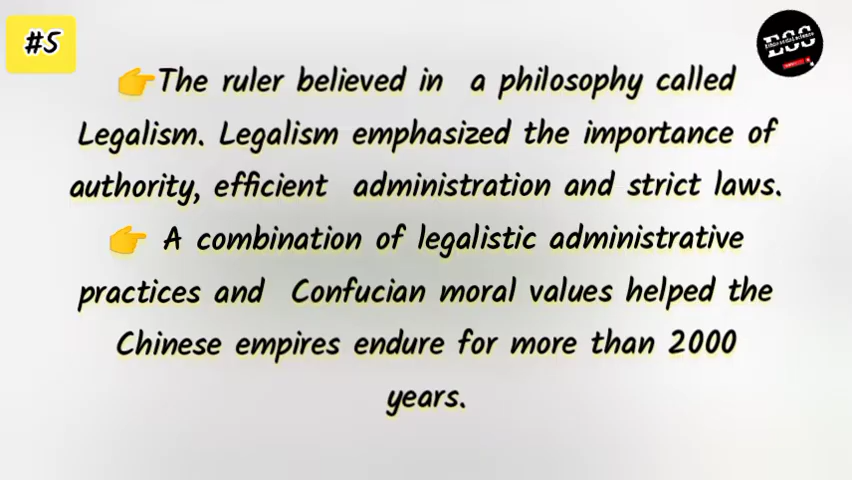 #5
ESS
👉The ruler believed in a philosophy called
Legalism. Legalism emphasized the importance of
authority, efficient administration and strict laws.
👉 A combination of legalistic administrative
practices and Confucian moral values helped the
Chinese empires endure for more than 2000
years.